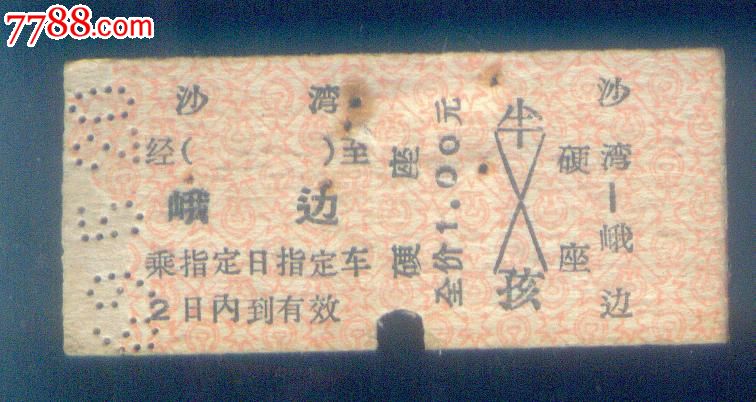 7788.com
沙湾
经( )至
峨边
乘指定日指定车
2日内到有效
硬座
全价1.00元
半
孩
硬座
沙湾—峨边